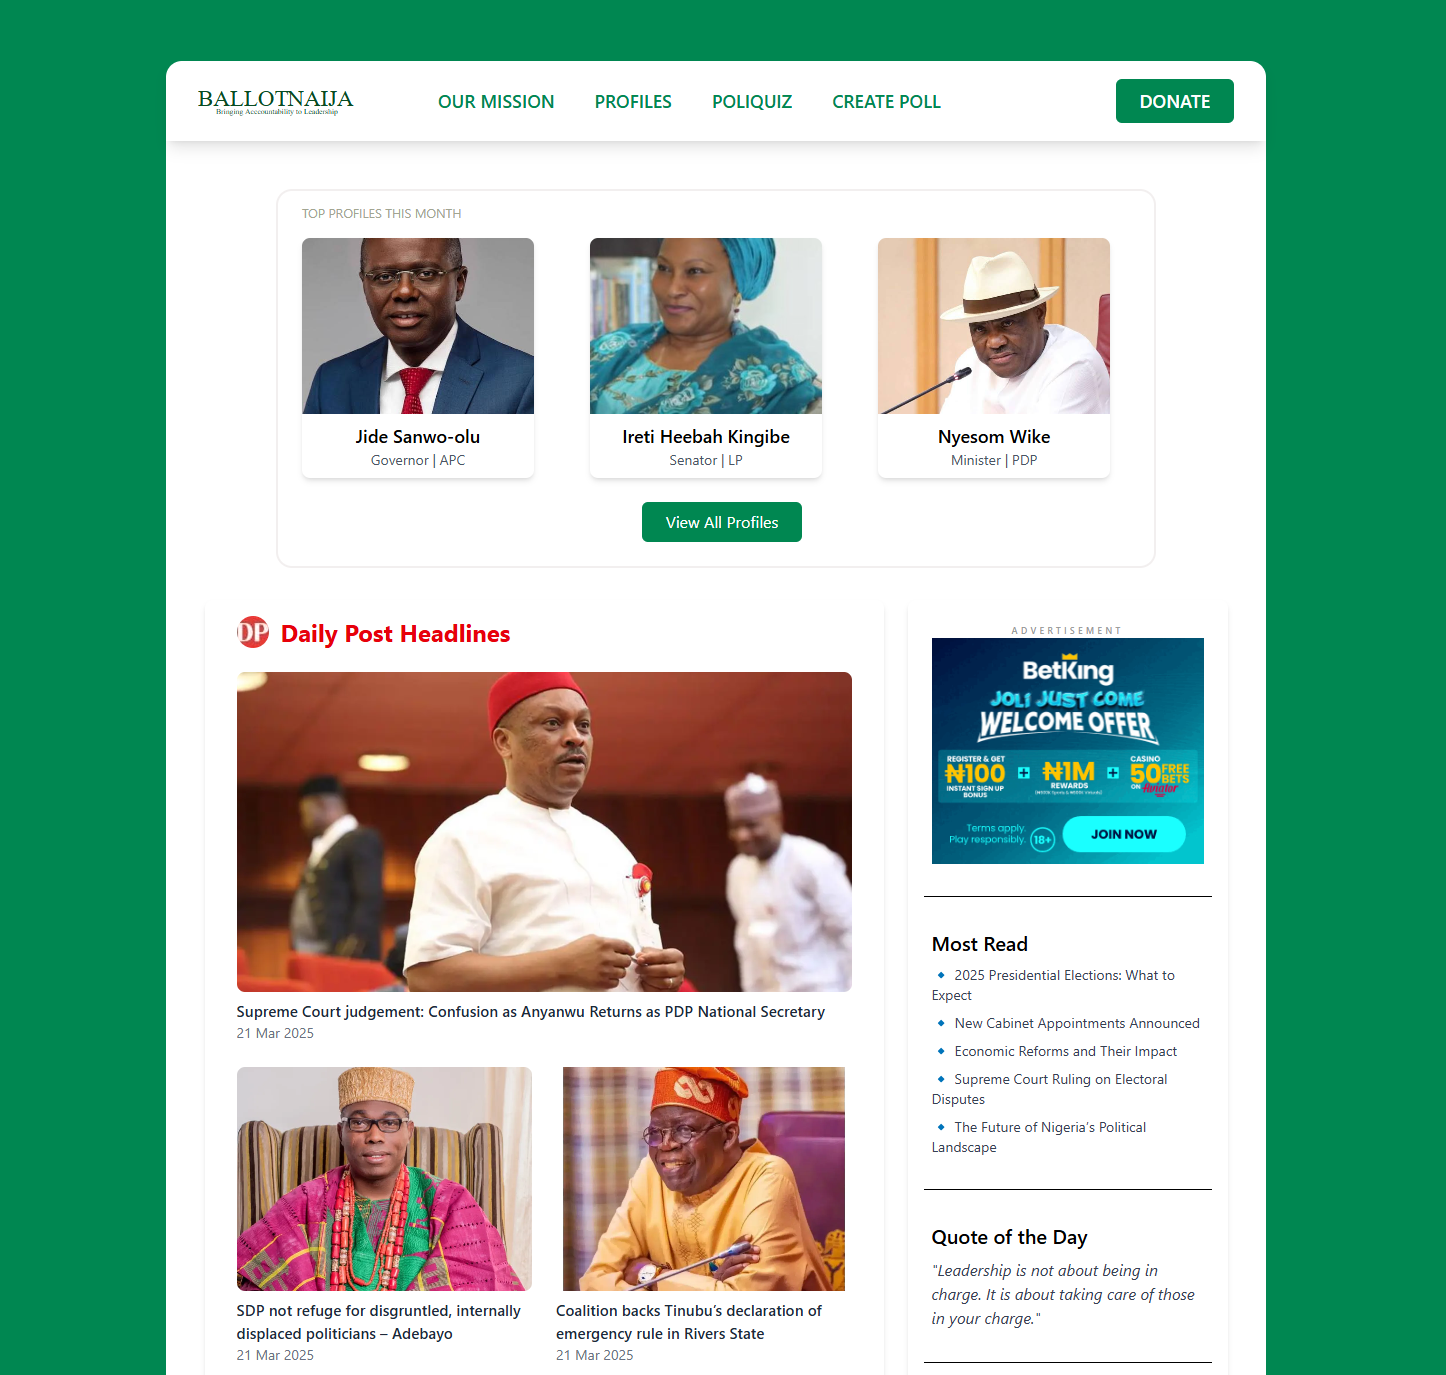 BALLOTNAIJA
Bringing Acccountability to Leadership
OUR MISSION
PROFILES
POLIQUIZ
CREATE POLL
DONATE
TOP PROFILES THIS MONTH
Jide Sanwo-olu
Governor | APC
Ireti Heebah Kingibe
Senator | LP
Nyesom Wike
Minister | PDP
View All Profiles
DP
Daily Post Headlines
Supreme Court judgement: Confusion as Anyanwu Returns as PDP National Secretary
21 Mar 2025
SDP not refuge for disgruntled, internally
displaced politicians – Adebayo
21 Mar 2025
Coalition backs Tinubu’s declaration of
emergency rule in Rivers State
21 Mar 2025
ADVERTISEMENT
BetKing
JOLI JUST COME
WELCOME OFFER
REGISTER & GET
₦100
INSTANT SIGN UP
BONUS
+
₦1M
REWARDS
+
CASINO
50 FREE
BETS
ON Aviator
Terms apply.
Play responsibly.
18+
JOIN NOW
Most Read
2025 Presidential Elections: What to
Expect
New Cabinet Appointments Announced
Economic Reforms and Their Impact
Supreme Court Ruling on Electoral
Disputes
The Future of Nigeria’s Political
Landscape
Quote of the Day
"Leadership is not about being in
charge. It is about taking care of those
in your charge."